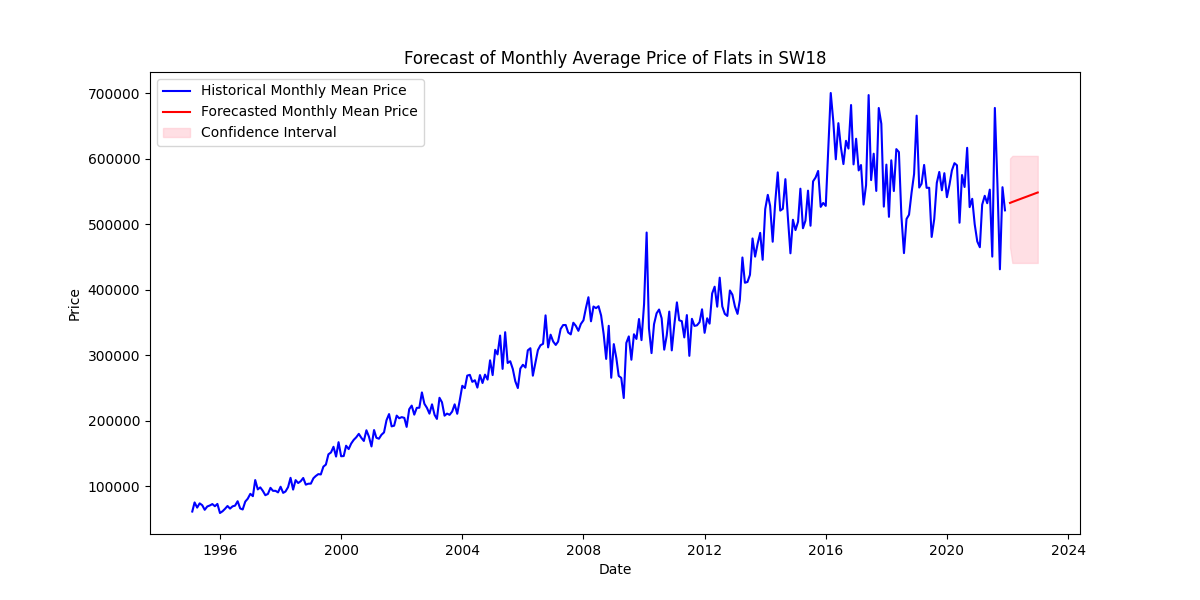 Forecast of Monthly Average Price of Flats in SW18
Historical Monthly Mean Price
Forecasted Monthly Mean Price
Confidence Interval
700000
600000
500000
400000
300000
200000
100000
Price
1996
2000
2004
2008
2012
2016
2020
2024
Date